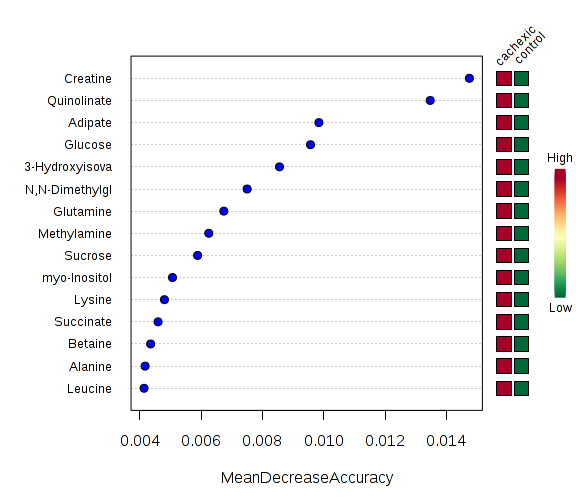 cachexic
control
Creatine
Quinolinate
Adipate
Glucose
3-Hydroxyisova
N,N-Dimethylgl
Glutamine
Methylamine
Sucrose
myo-Inositol
Lysine
Succinate
Betaine
Alanine
Leucine
High
Low
0.004 0.006 0.008 0.010 0.012 0.014
MeanDecreaseAccuracy